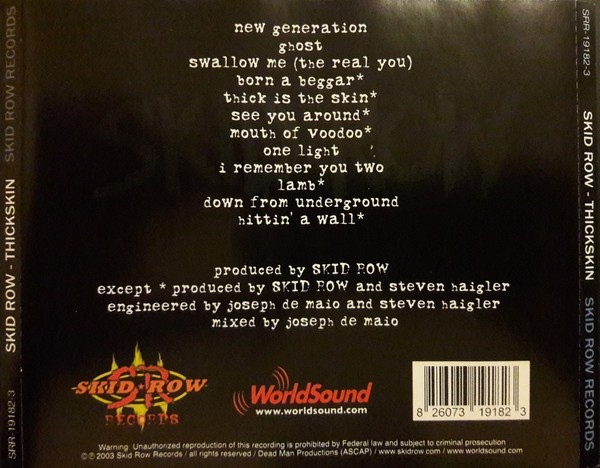 new generation
ghost
swallow me (the real you)
born a beggar*
thick is the skin*
see you around*
mouth of voodoo*
one light
i remember you two
lamb*
down from underground
hittin' a wall*
produced by SKID ROW
except * produced by SKID ROW and steven haigler
engineered by joseph de maio and steven haigler
mixed by joseph de maio
SKID ROW
SR
RECORDS
WorldSound
www.worldsound.com
8 26073 19182 3
Warning: Unauthorized reproduction of this recording is prohibited by Federal law and subject to criminal prosecution
©℗2003 Skid Row Records / all rights reserved / Dead Man Productions (ASCAP) / www.skidrow.com / www.WorldSound.com
SRR-19182-3 SKID ROW - THICKSKIN SKID ROW RECORDS
SRR-19182-3 SKID ROW - THICKSKIN SKID ROW RECORDS